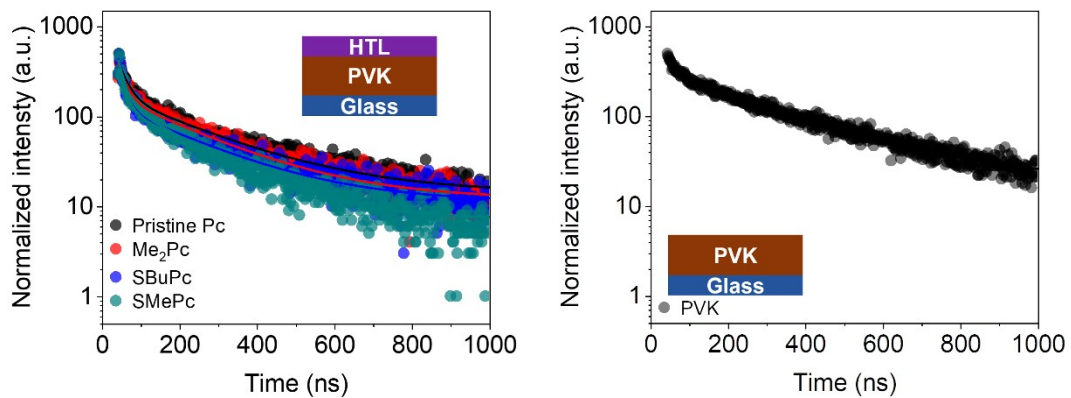 Normalized intensty (a.u.)
1000
100
10
1
HTL
PVK
Glass
Pristine Pc
Me₂Pc
SBuPc
SMePc
0 200 400 600 800 1000
Time (ns)
Normalized intensity (a.u.)
1000
100
10
1
PVK
Glass
PVK
0 200 400 600 800 1000
Time (ns)